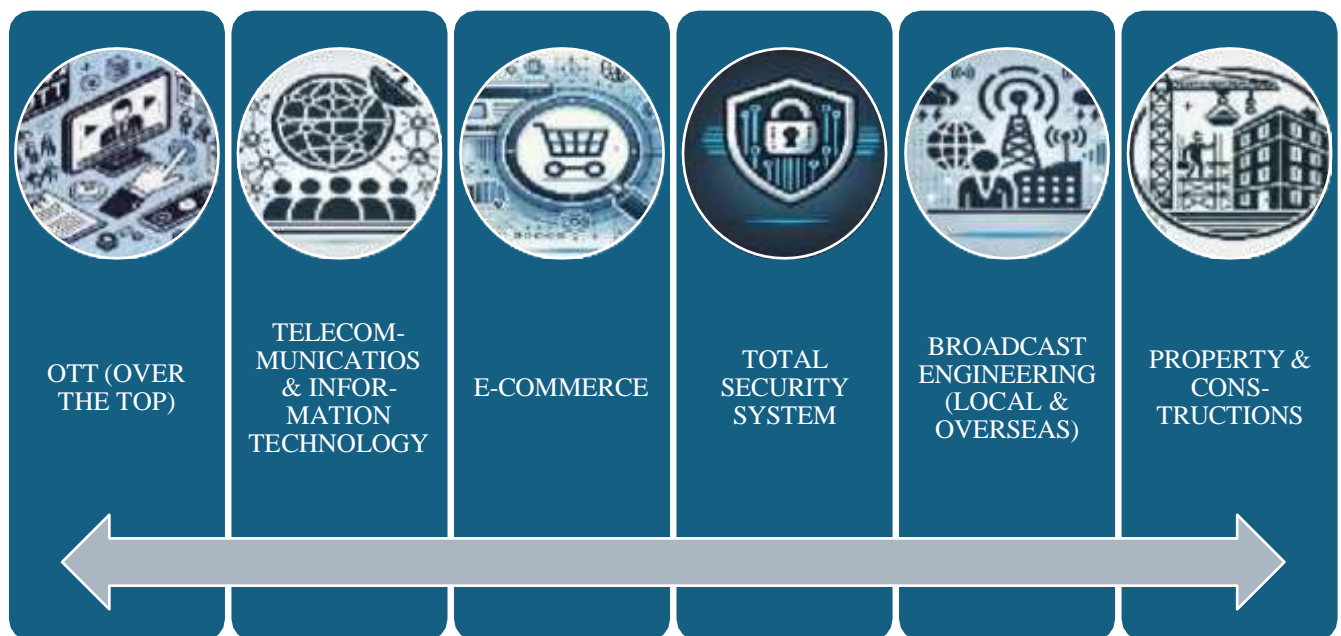 OTT (OVER
THE TOP)
TELECOM-
MUNICATIOS
& INFOR-
MATION
TECHNOLOGY
E-COMMERCE
TOTAL
SECURITY
SYSTEM
BROADCAST
ENGINEERING
(LOCAL &
OVERSEAS)
PROPERTY &
CONS-
TRUCTIONS